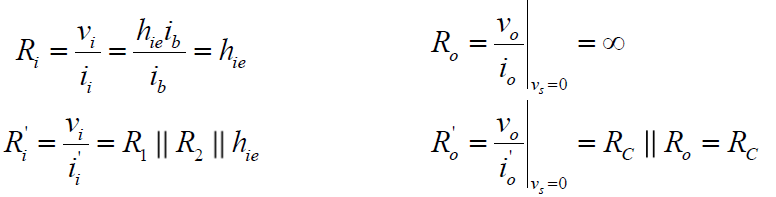 R_i = v_i / i_i = h_ie i_b / i_b = h_ie
R_o = v_o / i_o |_{v_s=0} = ∞
R_i' = v_i / i_i' = R_1 || R_2 || h_ie
R_o' = v_o / i_o' |_{v_s=0} = R_C || R_o = R_C